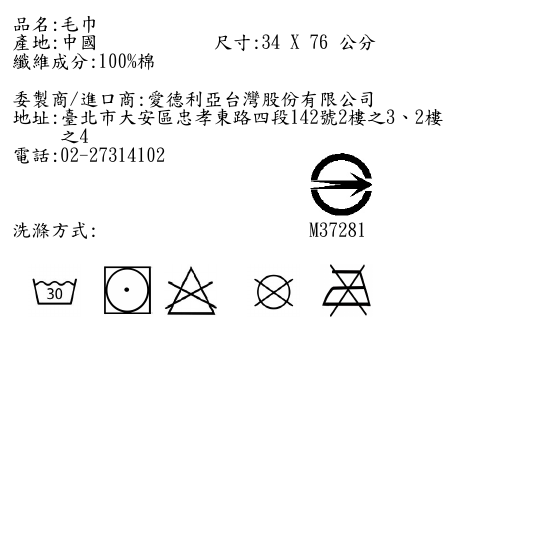 品名:毛巾
產地:中國 尺寸:34 X 76 公分
纖維成分:100%棉
委製商/進口商:愛德利亞台灣股份有限公司
地址:臺北市大安區忠孝東路四段142號2樓之3、2樓
之4
電話:02-27314102
洗滌方式: M37281
30